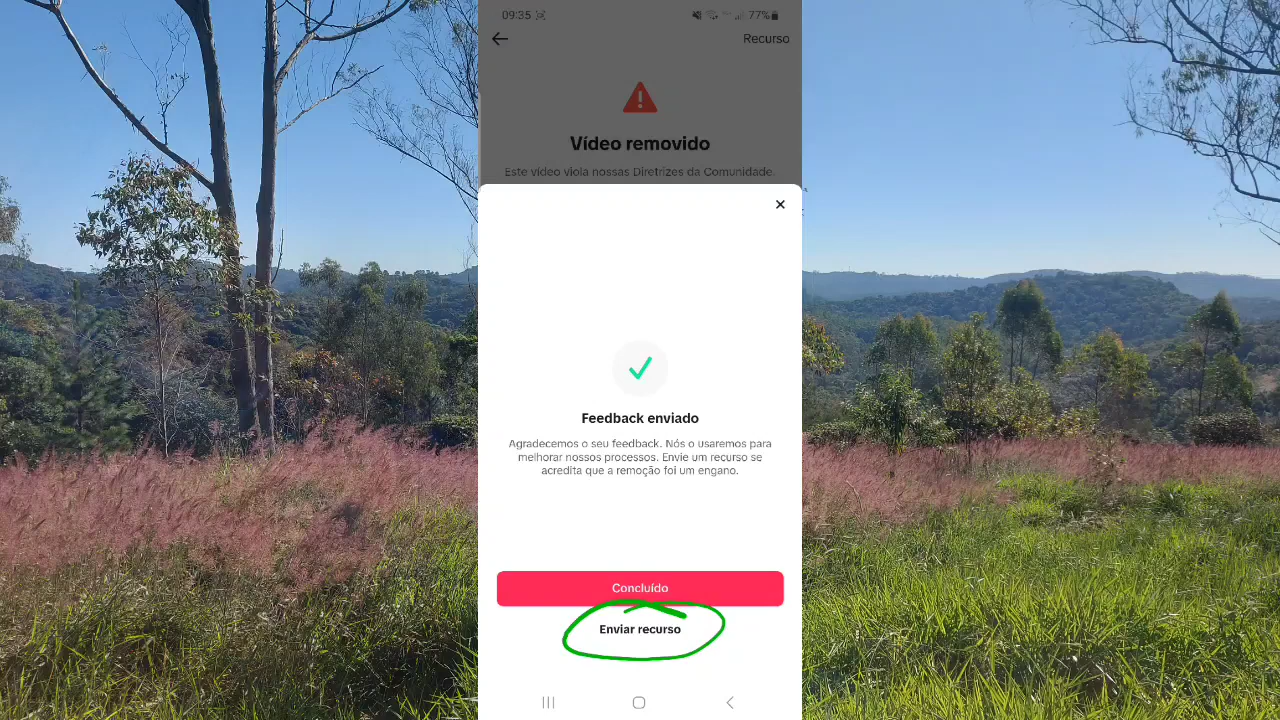 09:35
77%
Recurso
Vídeo removido
Este vídeo viola nossas Diretrizes da Comunidade.
Feedback enviado
Agradecemos o seu feedback. Nós o usaremos para
melhorar nossos processos. Envie um recurso se
acredita que a remoção foi um engano.
Concluído
Enviar recurso